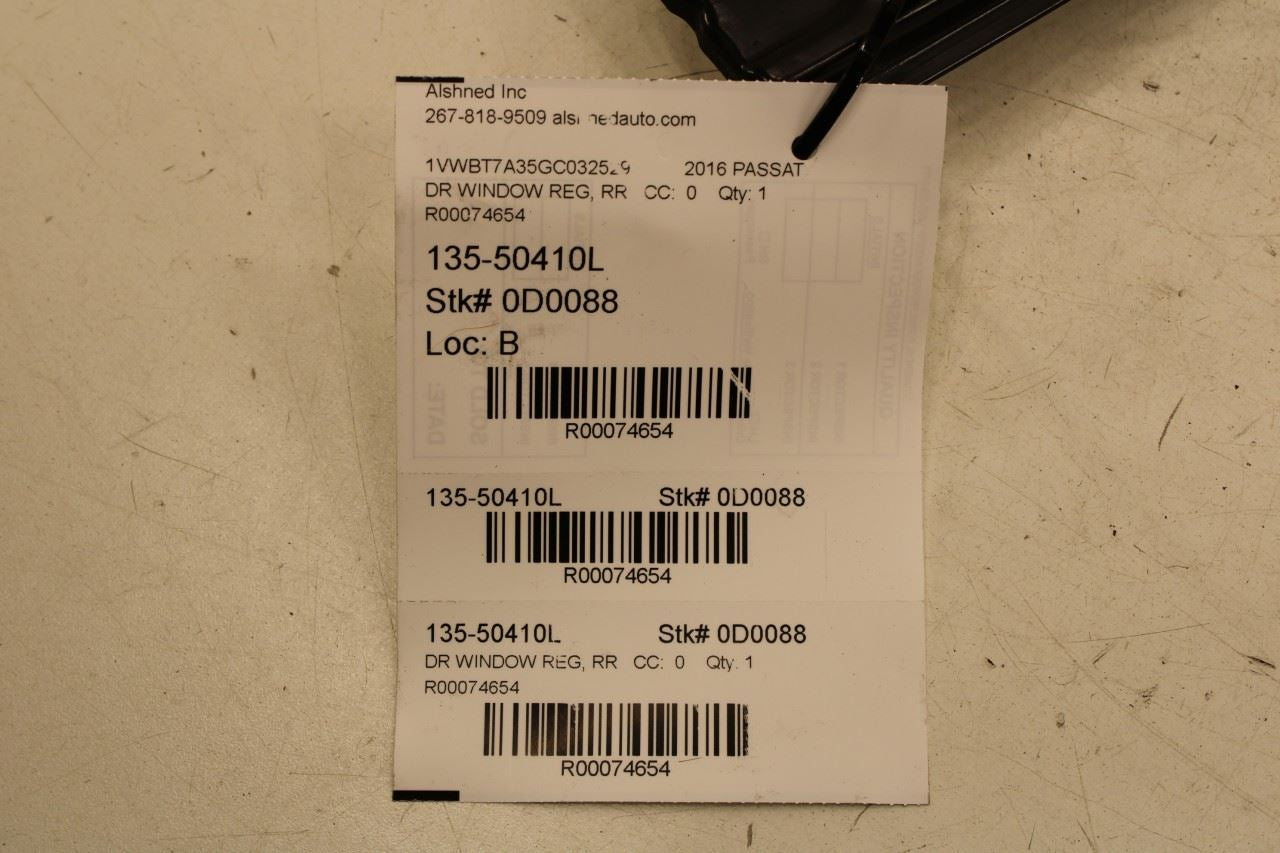 Alshned Inc
267-818-9509 alshnedauto.com
1VWBT7A35GC032529 2016 PASSAT
DR WINDOW REG, RR CC: 0 Qty: 1
R00074654
135-50410L
Stk# 0D0088
Loc: B
R00074654
135-50410L Stk# 0D0088
R00074654
135-50410L Stk# 0D0088
DR WINDOW REG, RR CC: 0 Qty: 1
R00074654
R00074654